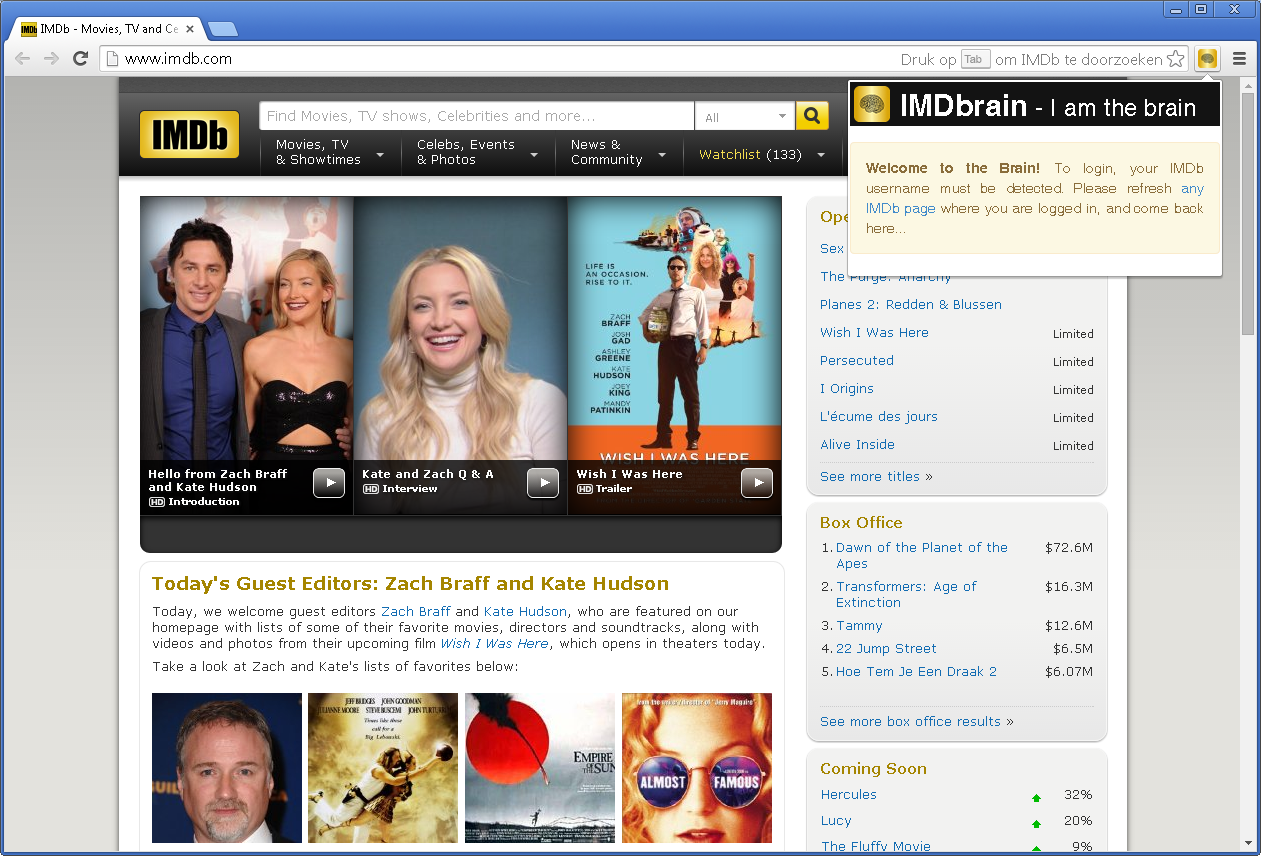 IMDb - Movies, TV and Ce
www.imdb.com
Druk op Tab om IMDb te doorzoeken
IMDbrain - I am the brain
Welcome to the Brain! To login, your IMDb
username must be detected. Please refresh any
IMDb page where you are logged in, and come back
here...
IMDb
Find Movies, TV shows, Celebrities and more...
All
Movies, TV
& Showtimes
Celebs, Events
& Photos
News &
Community
Watchlist (133)
LIFE IS
AN OCCASION.
RISE TO IT.
ZACH
BRAFF
JOSH
GAD
ASHLEY
GREENE
KATE
HUDSON
JOEY
KING
MANDY
PATINKIN
WISH I WAS HERE
Hello from Zach Braff
and Kate Hudson
HD Introduction
Kate and Zach Q & A
HD Interview
Wish I Was Here
HD Trailer
Ope
Sex
The Purge: Anarchy
Planes 2: Redden & Blussen
Wish I Was Here Limited
Persecuted Limited
I Origins Limited
L'écume des jours Limited
Alive Inside Limited
See more titles »
Box Office
1. Dawn of the Planet of the $72.6M
Apes
2. Transformers: Age of $16.3M
Extinction
3. Tammy $12.6M
4. 22 Jump Street $6.5M
5. Hoe Tem Je Een Draak 2 $6.07M
See more box office results »
Coming Soon
Hercules 32%
Lucy 20%
The Fluffy Movie 9%
Today's Guest Editors: Zach Braff and Kate Hudson
Today, we welcome guest editors Zach Braff and Kate Hudson, who are featured on our
homepage with lists of some of their favorite movies, directors and soundtracks, along with
videos and photos from their upcoming film Wish I Was Here, which opens in theaters today.
Take a look at Zach and Kate's lists of favorites below:
JEFF BRIDGES JOHN GOODMAN
JULIANNE MOORE STEVE BUSCEMI JOHN TURTURRO
Times like these
call for a
Big Lebowski.
EMPIRE
OF THE SUN
from the writer/director of "Jerry Maguire"
ALMOST FAMOUS